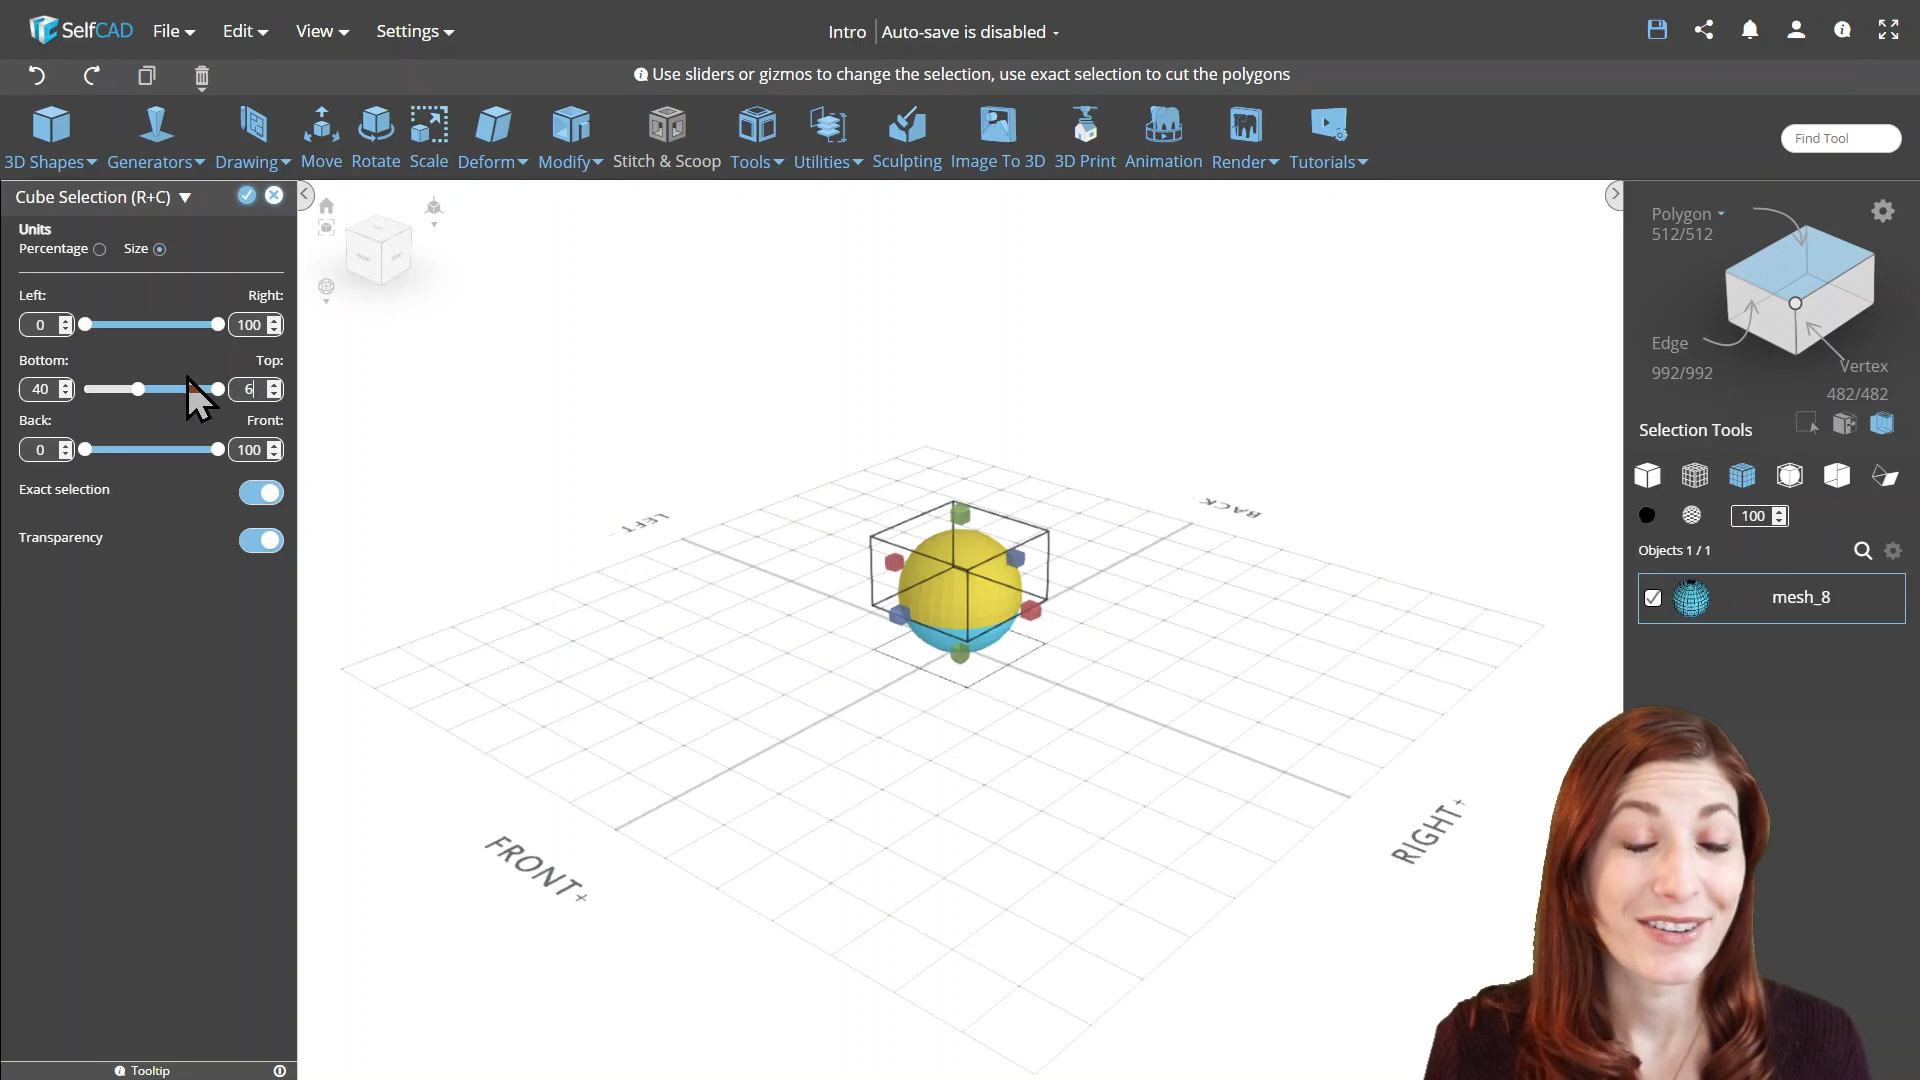 SelfCAD File Edit View Settings Intro Auto-save is disabled
Use sliders or gizmos to change the selection, use exact selection to cut the polygons
3D Shapes Generators Drawing Move Rotate Scale Deform Modify Stitch & Scoop Tools Utilities Sculpting Image To 3D 3D Print Animation Render Tutorials
Find Tool
Cube Selection (R+C)
Units
Percentage Size
Left: Right:
0 100
Bottom: Top:
40 6
Back: Front:
0 100
Exact selection
Transparency
Tooltip
LEFT-
BACK-
FRONT+
RIGHT+
Polygon
512/512
Edge
992/992
Vertex
482/482
Selection Tools
100
Objects 1 / 1
mesh_8